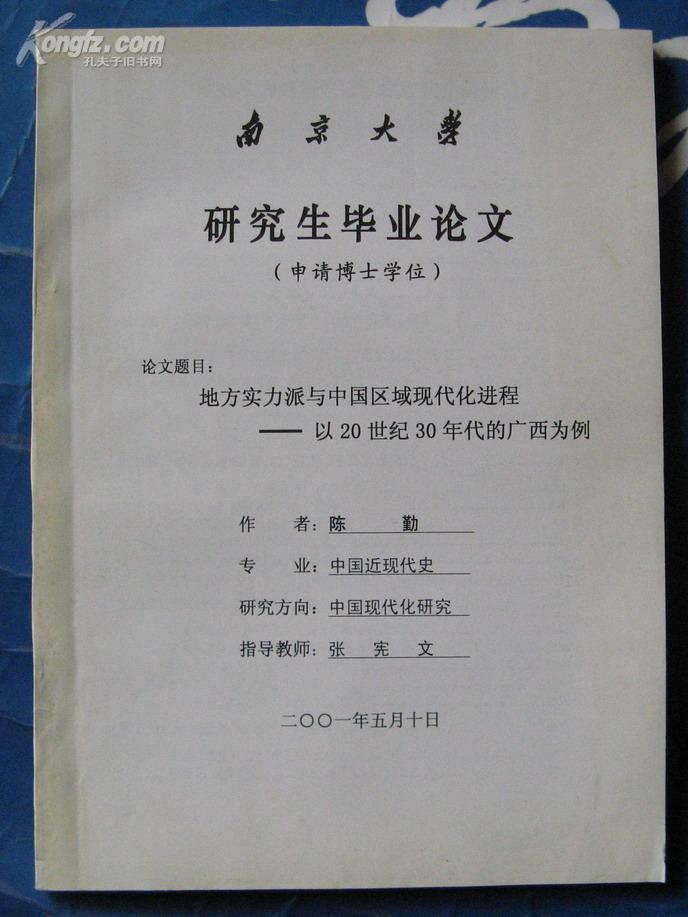 Kongfz.com
孔夫子旧书网
南京大学
研究生毕业论文
（申请博士学位）
论文题目：
地方实力派与中国区域现代化进程
—— 以20世纪30年代的广西为例
作 者：陈 勤
专 业：中国近现代史
研究方向：中国现代化研究
指导教师：张 宪 文
二〇〇一年五月十日